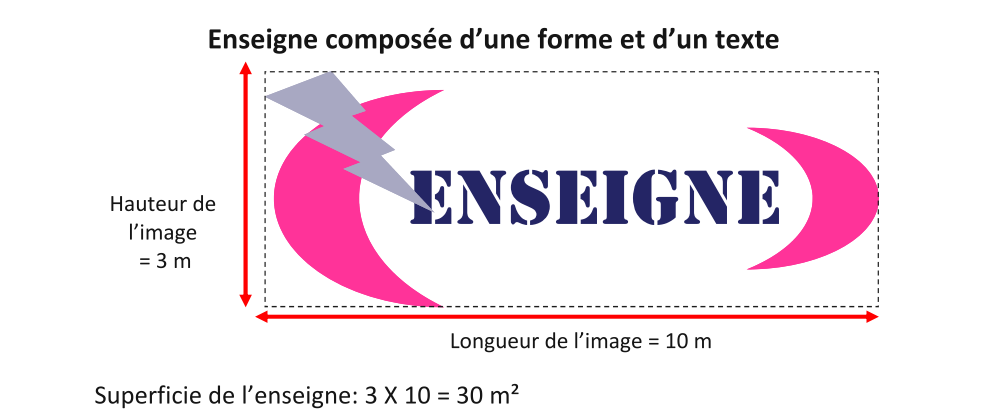 Enseigne composée d’une forme et d’un texte
ENSEIGNE
Hauteur de
l’image
= 3 m
Longueur de l’image = 10 m
Superficie de l’enseigne: 3 X 10 = 30 m²